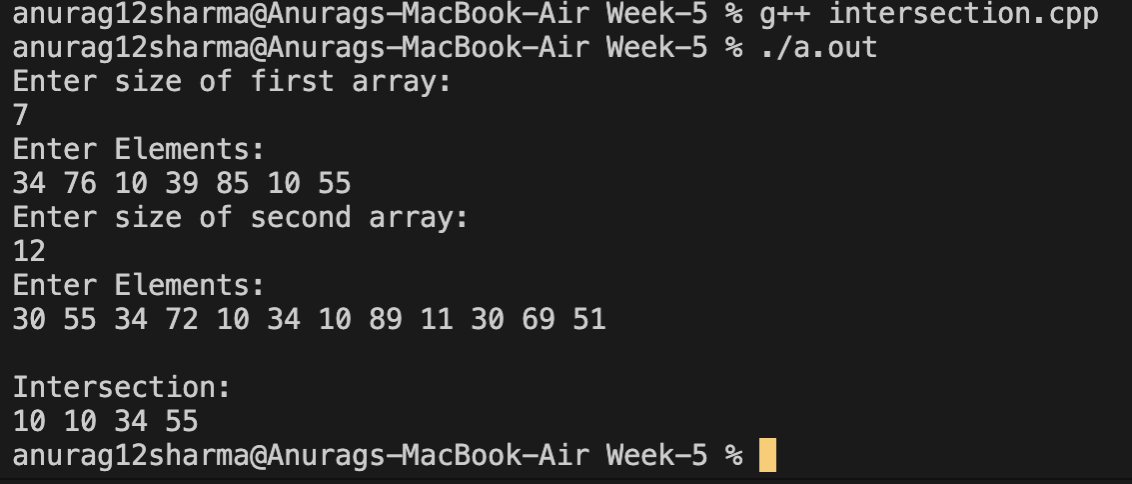 anurag12sharma@Anurags-MacBook-Air Week-5 % g++ intersection.cpp
anurag12sharma@Anurags-MacBook-Air Week-5 % ./a.out
Enter size of first array:
7
Enter Elements:
34 76 10 39 85 10 55
Enter size of second array:
12
Enter Elements:
30 55 34 72 10 34 10 89 11 30 69 51

Intersection:
10 10 34 55
anurag12sharma@Anurags-MacBook-Air Week-5 %